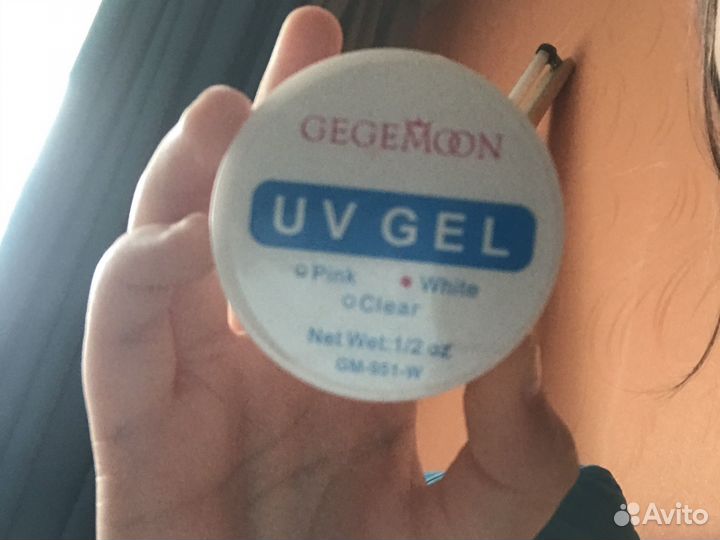 GEGEMOON
UV GEL
Pink White
Clear
Net Wet: 1/2 oz
GM-951-W
Avito